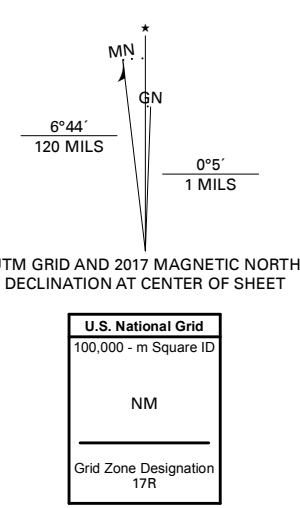 ★
MN
GN
6°44´
120 MILS
0°5´
1 MILS
UTM GRID AND 2017 MAGNETIC NORTH
DECLINATION AT CENTER OF SHEET
U.S. National Grid
100,000 - m Square ID
NM
Grid Zone Designation
17R